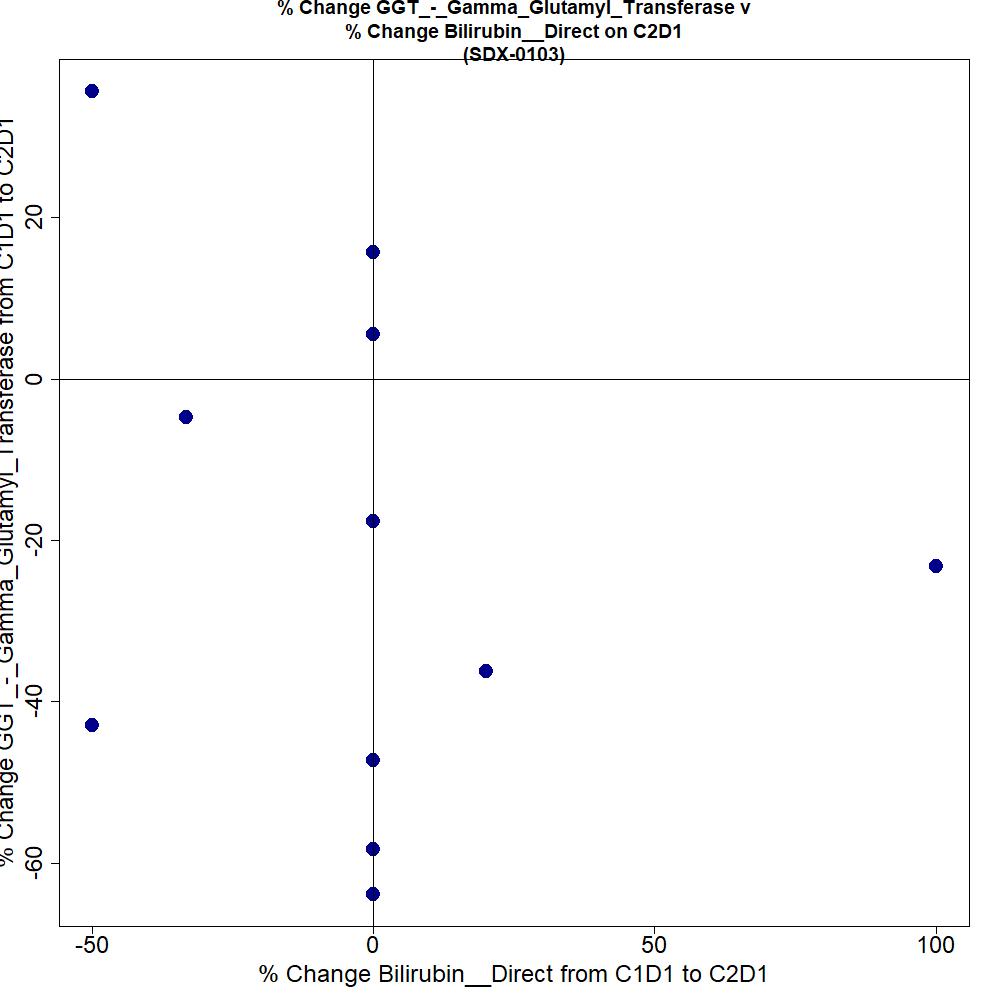 % Change GGT_-_Gamma_Glutamyl_Transferase v
% Change Bilirubin__Direct on C2D1
(SDX-0103)
% Change GGT_-_Gamma_Glutamyl_Transferase from C1D1 to C2D1
20
0
-20
-40
-60
-50
0
50
100
% Change Bilirubin__Direct from C1D1 to C2D1